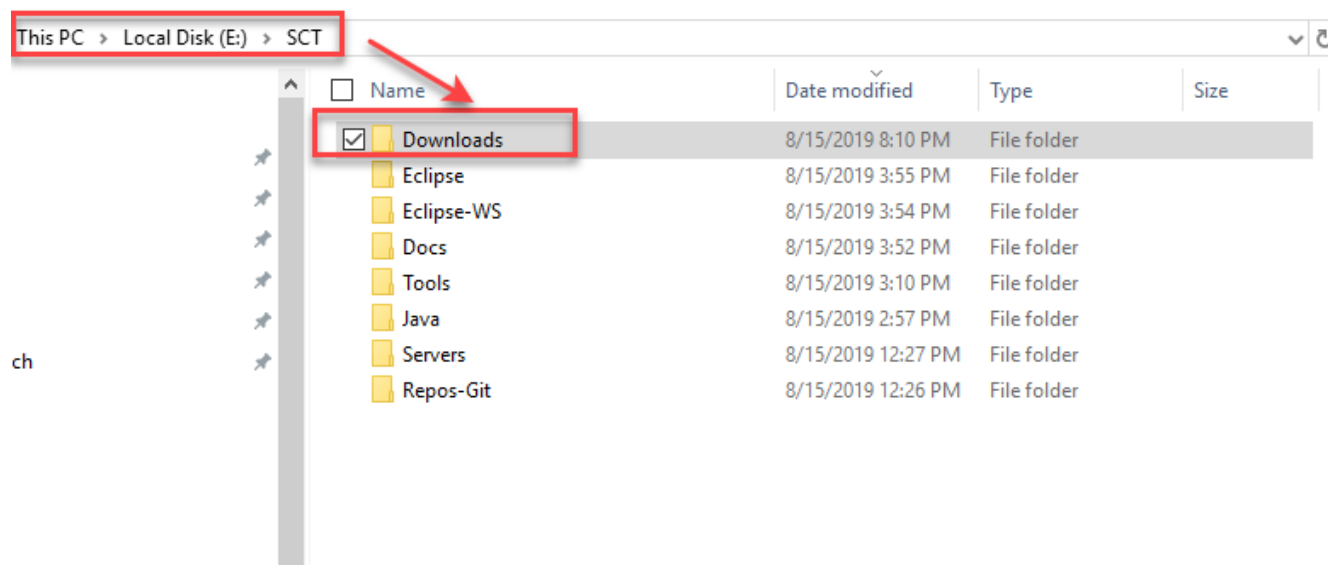 This PC > Local Disk (E:) > SCT
Name Date modified Type Size
Downloads 8/15/2019 8:10 PM File folder
Eclipse 8/15/2019 3:55 PM File folder
Eclipse-WS 8/15/2019 3:54 PM File folder
Docs 8/15/2019 3:52 PM File folder
Tools 8/15/2019 3:10 PM File folder
Java 8/15/2019 2:57 PM File folder
ch
Servers 8/15/2019 12:27 PM File folder
Repos-Git 8/15/2019 12:26 PM File folder